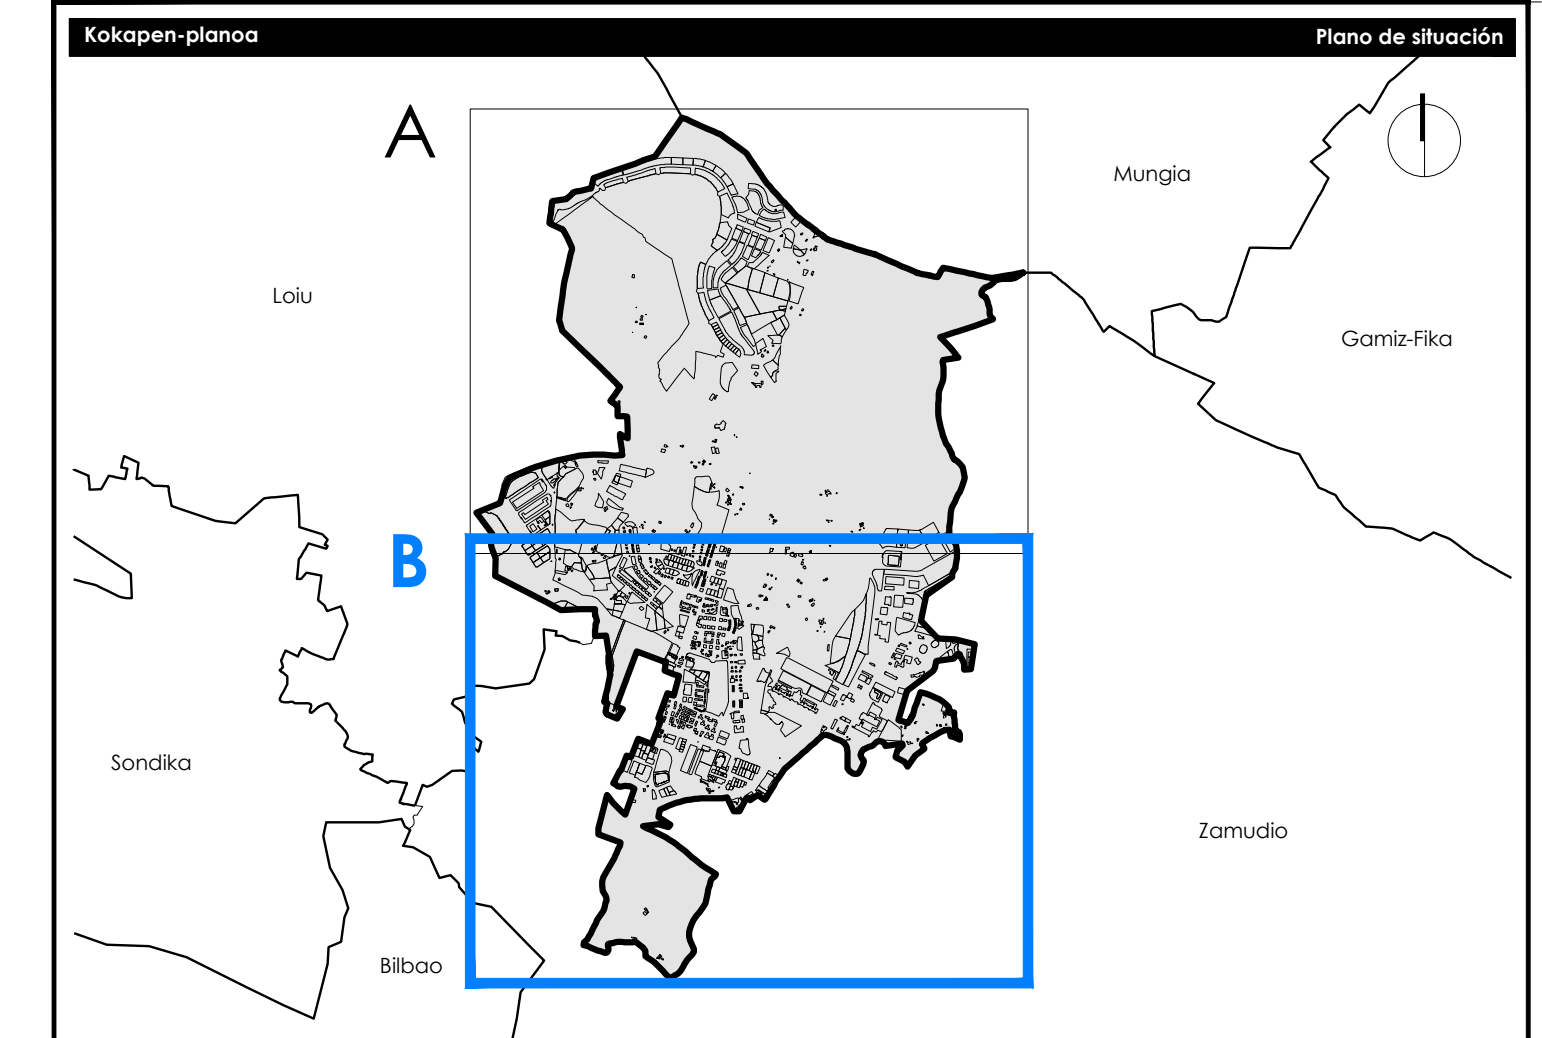 Kokapen-planoa
Plano de situación
A
Mungia
Loiu
Gamiz-Fika
B
Sondika
Zamudio
Bilbao